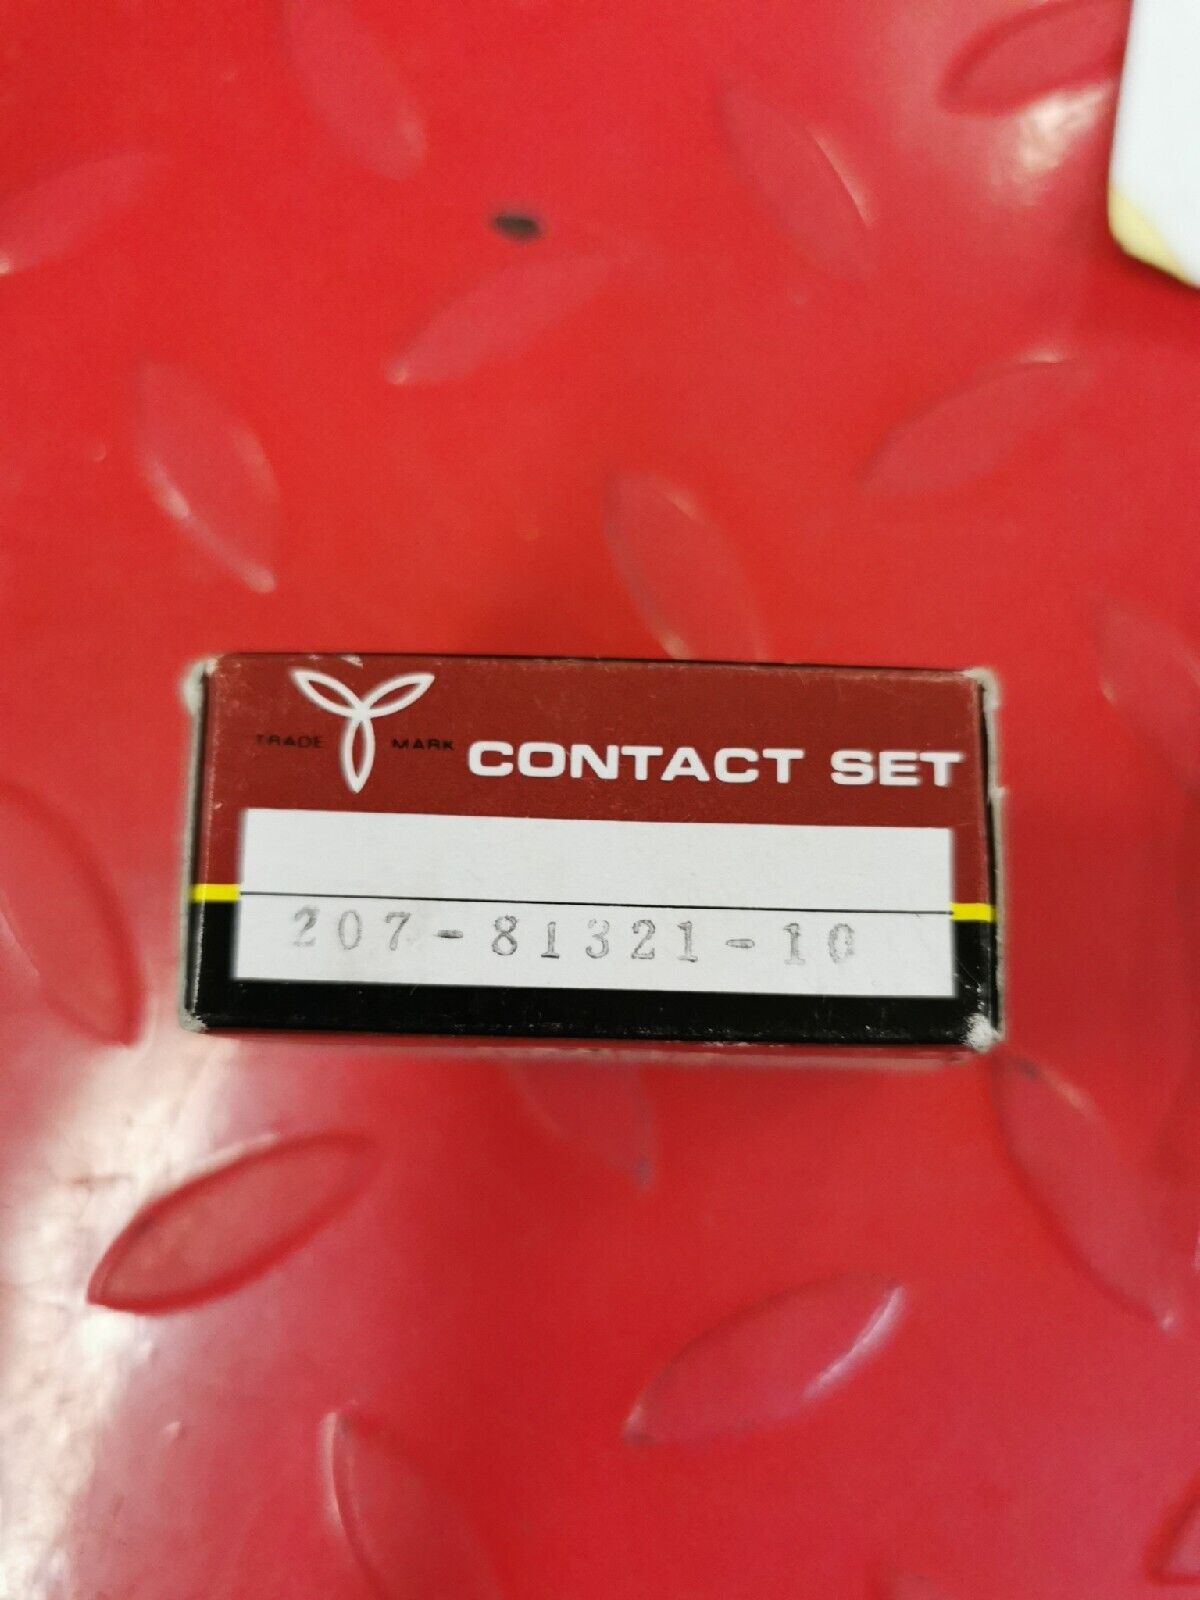 TRADE MARK CONTACT SET
207-81321-10